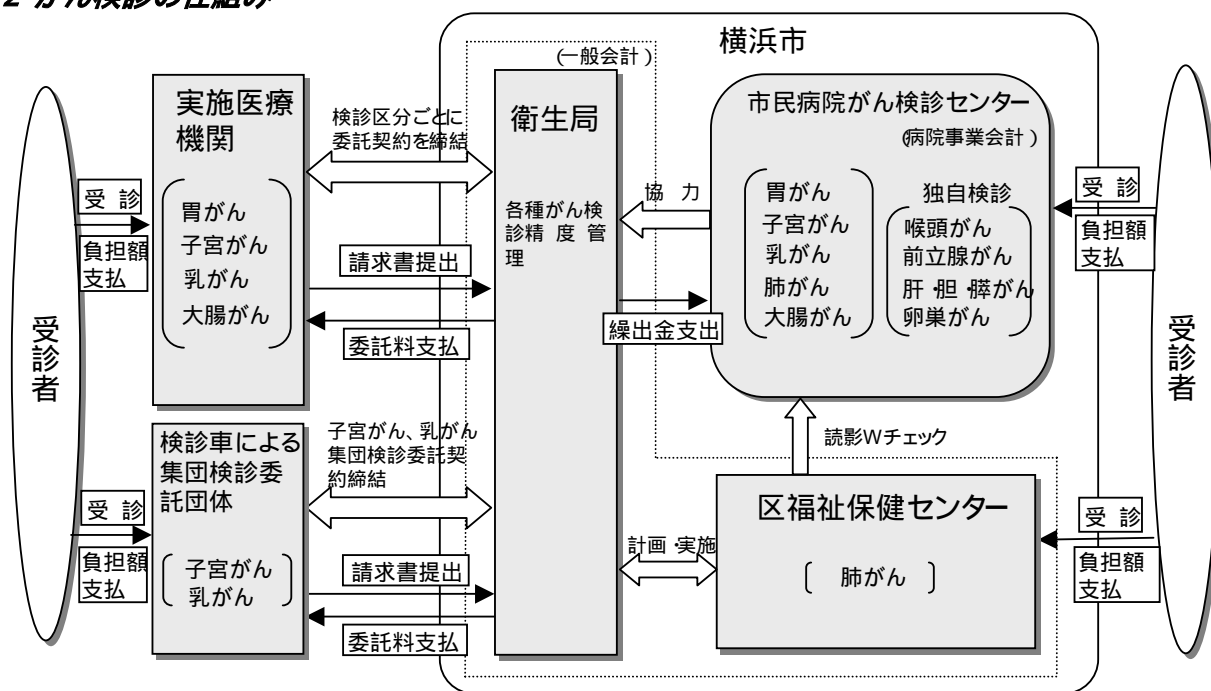 2 がん検診の仕組み
横浜市
(一般会計)
受診者
受 診
負担額
支払
実施医療
機関
胃がん
子宮がん
乳がん
大腸がん
検診区分ごとに
委託契約を締結
請求書提出
委託料支払
衛生局
各種がん検
診精 度 管
理
協 力
繰出金支出
市民病院がん検診センター
(病院事業会計)
胃がん
子宮がん
乳がん
肺がん
大腸がん
独自検診
喉頭がん
前立腺がん
肝・胆・膵がん
卵巣がん
受 診
負担額
支払
受診者
受 診
負担額
支払
検診車による
集団検診委
託団体
子宮がん
乳がん
子宮がん、乳がん
集団検診委託契
約締結
請求書提出
委託料支払
読影Wチェック
計画・実施
区福祉保健センター
肺がん
受 診
負担額
支払